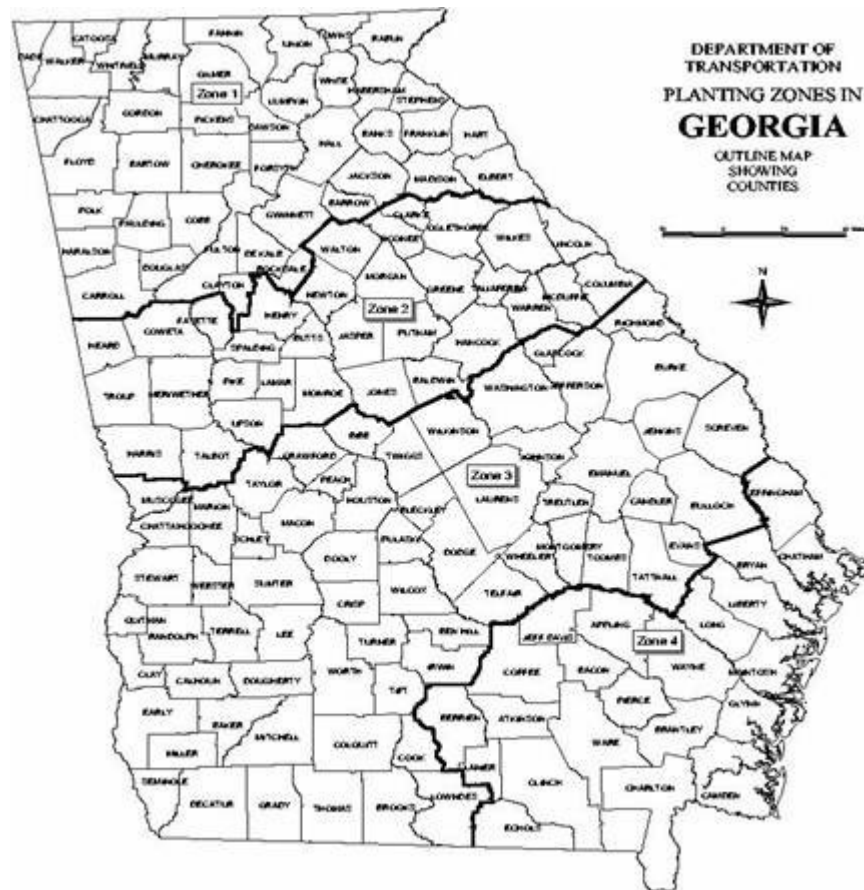 DEPARTMENT OF
TRANSPORTATION
PLANTING ZONES IN
GEORGIA
OUTLINE MAP
SHOWING
COUNTIES
N
FANNIN
UNION
RABUN
CATOOSA
WALKER
MURRAY
GILMER
WHITE
HABERSHAM
STEPHENS
Zone 1
LUMPKIN
CHATTOOGA
GORDON
PICKENS
DAWSON
BANKS
FRANKLIN
HART
HALL
FLOYD
BARTOW
CHEROKEE
FORSYTH
JACKSON
MADISON
ELBERT
BARROW
POLK
PAULDING
COBB
GWINNETT
CLARKE
OGLETHORPE
HARALSON
FULTON
DEKALB
WALTON
OCONEE
WILKES
LINCOLN
DOUGLAS
ROCKDALE
MORGAN
CARROLL
CLAYTON
NEWTON
GREENE
TALIAFERRO
COLUMBIA
Zone 2
HENRY
MCDUFFIE
WARREN
RICHMOND
HEARD
COWETA
FAYETTE
BUTTS
JASPER
PUTNAM
HANCOCK
SPALDING
GLASCOCK
BURKE
TROUP
MERIWETHER
PIKE
LAMAR
MONROE
JONES
BALDWIN
WASHINGTON
JEFFERSON
UPSON
JENKINS
SCREVEN
HARRIS
TALBOT
BIBB
WILKINSON
CRAWFORD
TWIGGS
JOHNSON
EMANUEL
TAYLOR
PEACH
Zone 3
MUSCOGEE
MARION
HOUSTON
LAURENS
TREUTLEN
CANDLER
BULLOCH
EFFINGHAM
CHATTAHOOCHEE
MACON
BLECKLEY
SCHLEY
PULASKI
DODGE
MONTGOMERY
TOOMBS
EVANS
CHATHAM
STEWART
WEBSTER
SUMTER
DOOLY
WHEELER
TATTNALL
BRYAN
CRISP
WILCOX
TELFAIR
LIBERTY
QUITMAN
RANDOLPH
TERRELL
LEE
TURNER
BEN HILL
JEFF DAVIS
APPLING
Zone 4
LONG
CLAY
CALHOUN
DOUGHERTY
WORTH
IRWIN
COFFEE
BACON
WAYNE
MCINTOSH
TIFT
PIERCE
GLYNN
EARLY
BAKER
BERRIEN
ATKINSON
BRANTLEY
MILLER
MITCHELL
COLQUITT
COOK
WARE
SEMINOLE
LANIER
CLINCH
CHARLTON
CAMDEN
DECATUR
GRADY
THOMAS
BROOKS
LOWNDES
ECHOLS